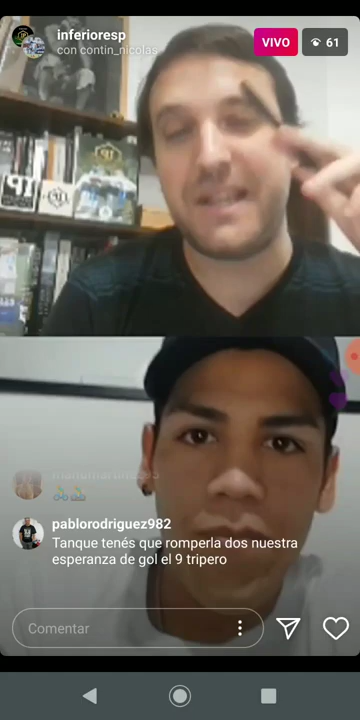 inferioresp
con contin_nicolas
VIVO
61
pablorodriguez982
Tanque tenés que romperla dos nuestra
esperanza de gol el 9 tripero
Comentar